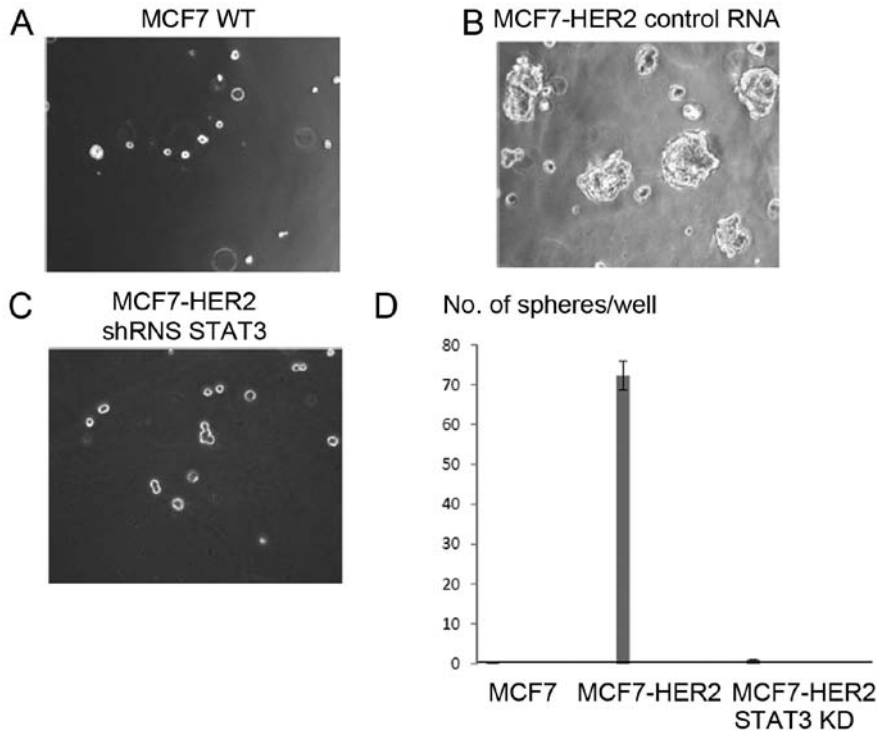 A
MCF7 WT
B
MCF7-HER2 control RNA
C
MCF7-HER2
shRNS STAT3
D
No. of spheres/well
80
70
60
50
40
30
20
10
0
MCF7
MCF7-HER2
MCF7-HER2
STAT3 KD